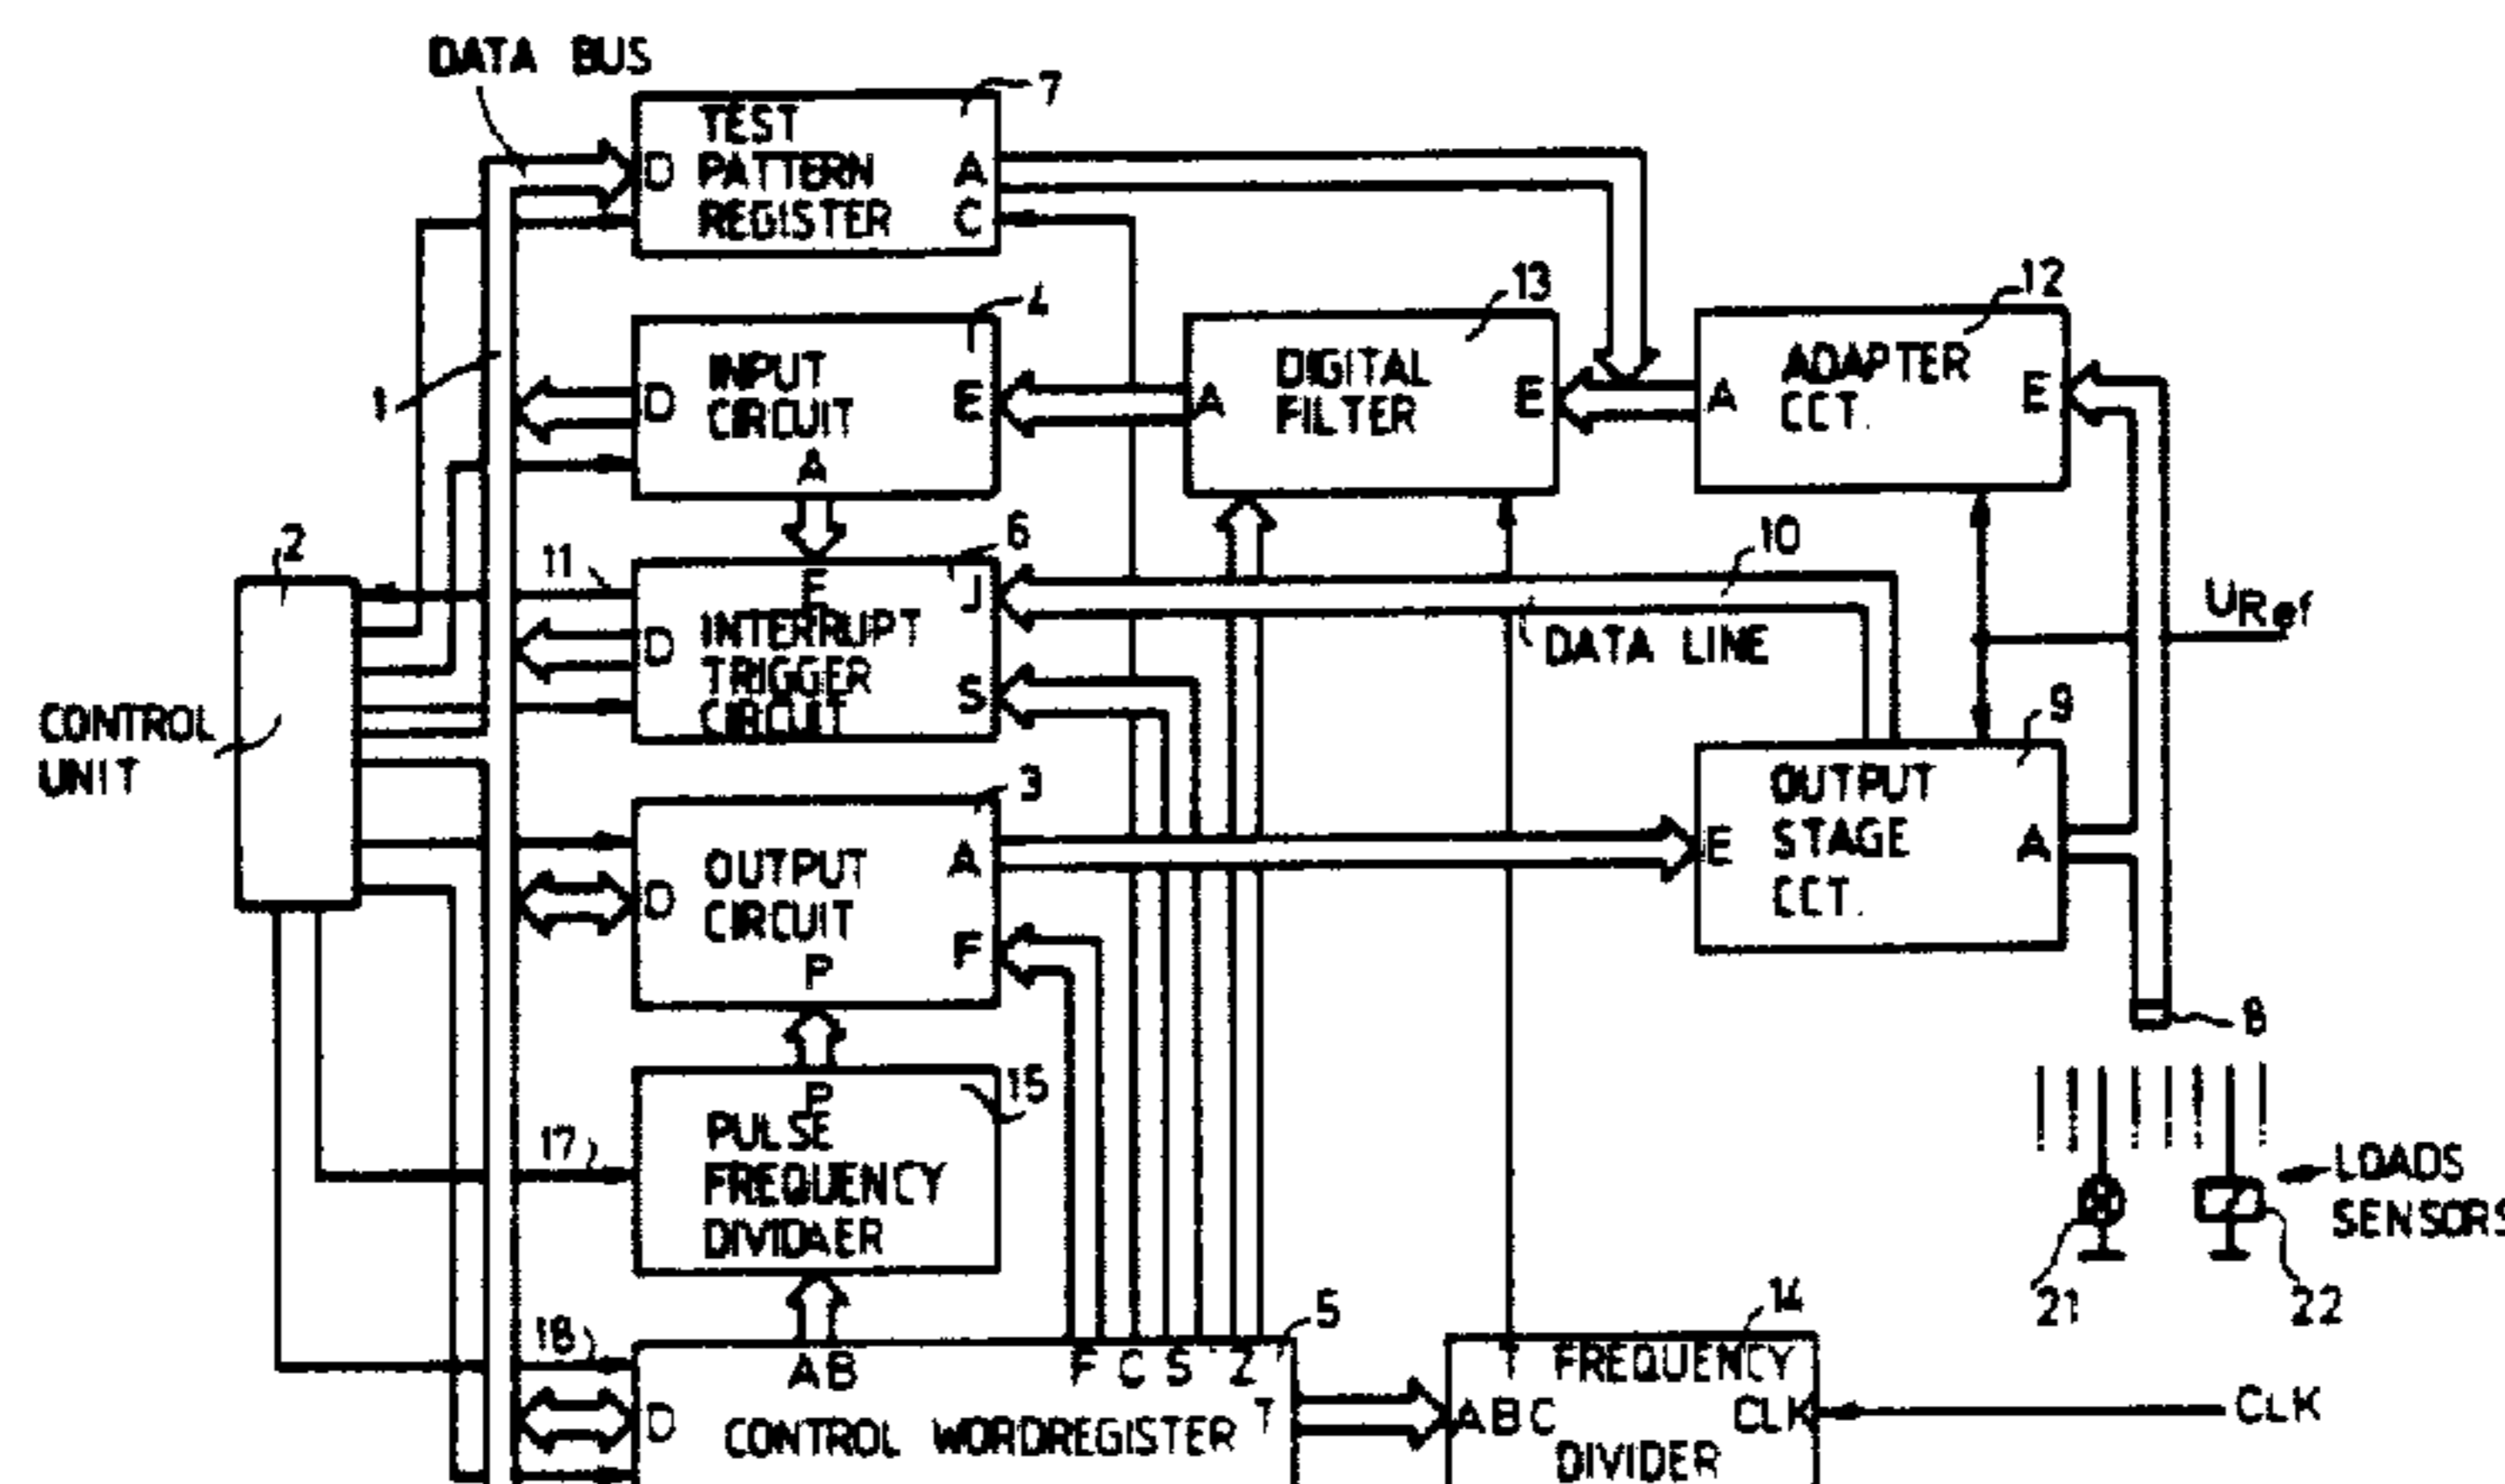 DATA BUS
7
TEST
D PATTERN A
REGISTER C
4
13
12
1
INPUT
D CIRCUIT E
A
DIGITAL
A FILTER E
ADAPTER
A CCT. E
2
11
6
10
E J
INTERRUPT
D TRIGGER
CIRCUIT S
DATA LINE
URef
CONTROL
UNIT
3
9
OUTPUT A
D CIRCUIT F
P
OUTPUT
E STAGE A
CCT.
8
15
P
PULSE
FREQUENCY
DIVIDAER
17
LOADS
SENSORS
21
22
18
5
14
AB F C S Z
D T
CONTROL WORDREGISTER
T FREQUENCY
ABC CLK
DIVIDER
CLK